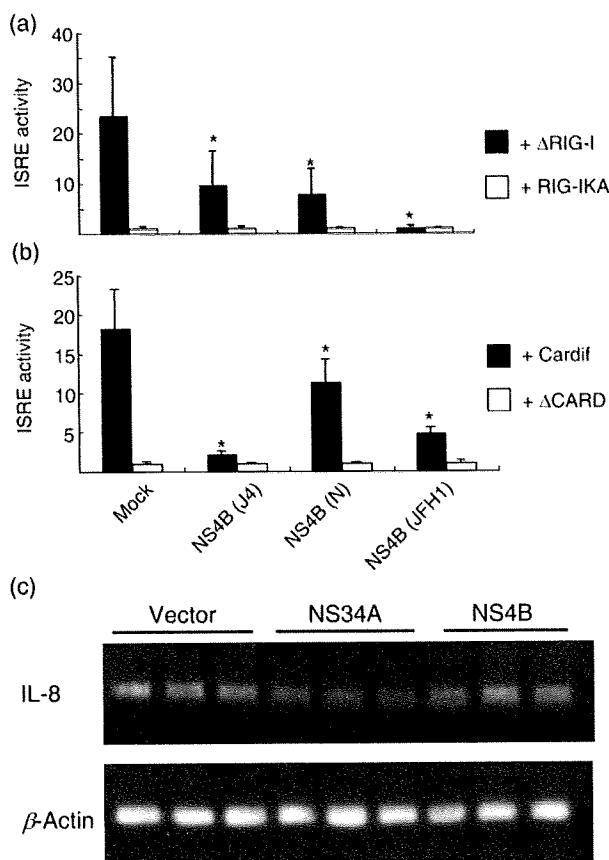 (a)
40
30
20
10
ISRE activity
+ ΔRIG-I
+ RIG-IKA
* * *
(b)
25
20
15
10
5
ISRE activity
+ Cardif
+ ΔCARD
* * *
Mock
NS4B (J4)
NS4B (N)
NS4B (JFH1)
(c)
Vector NS34A NS4B
IL-8
β-Actin